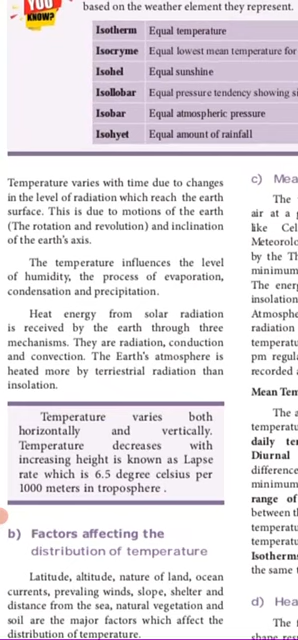 YOU
KNOW?
based on the weather element they represent.
Isotherm Equal temperature
Isocryme Equal lowest mean temperature for
Isohel Equal sunshine
Isollobar Equal pressure tendency showing
Isobar Equal atmospheric pressure
Isohyet Equal amount of rainfall
Temperature varies with time due to changes
in the level of radiation which reach the earth
surface. This is due to motions of the earth
(The rotation and revolution) and inclination
of the earth's axis.
The temperature influences the level
of humidity, the process of evaporation,
condensation and precipitation.
Heat energy from solar radiation
is received by the earth through three
mechanisms. They are radiation, conduction
and convection. The Earth's atmosphere is
heated more by terriestrial radiation than
insolation.
Temperature varies both
horizontally and vertically.
Temperature decreases with
increasing height is known as Lapse
rate which is 6.5 degree celsius per
1000 meters in troposphere .
b) Factors affecting the
distribution of temperature
Latitude, altitude, nature of land, ocean
currents, prevailing winds, slope, shelter and
distance from the sea, natural vegetation and
soil are the major factors which affect the
distribution of temperature.
c) Mea
The
air at a
like Cel
Meteorolo
by the Th
minimum
The energ
insolation
Atmosphe
radiation
temperatu
pm regula
recorded
Mean Tem
The a
temperatu
daily te
Diurnal
difference
minimum
range of
between t
temperatu
temperatu
Isotherms
the same
d) Hea
The
shape